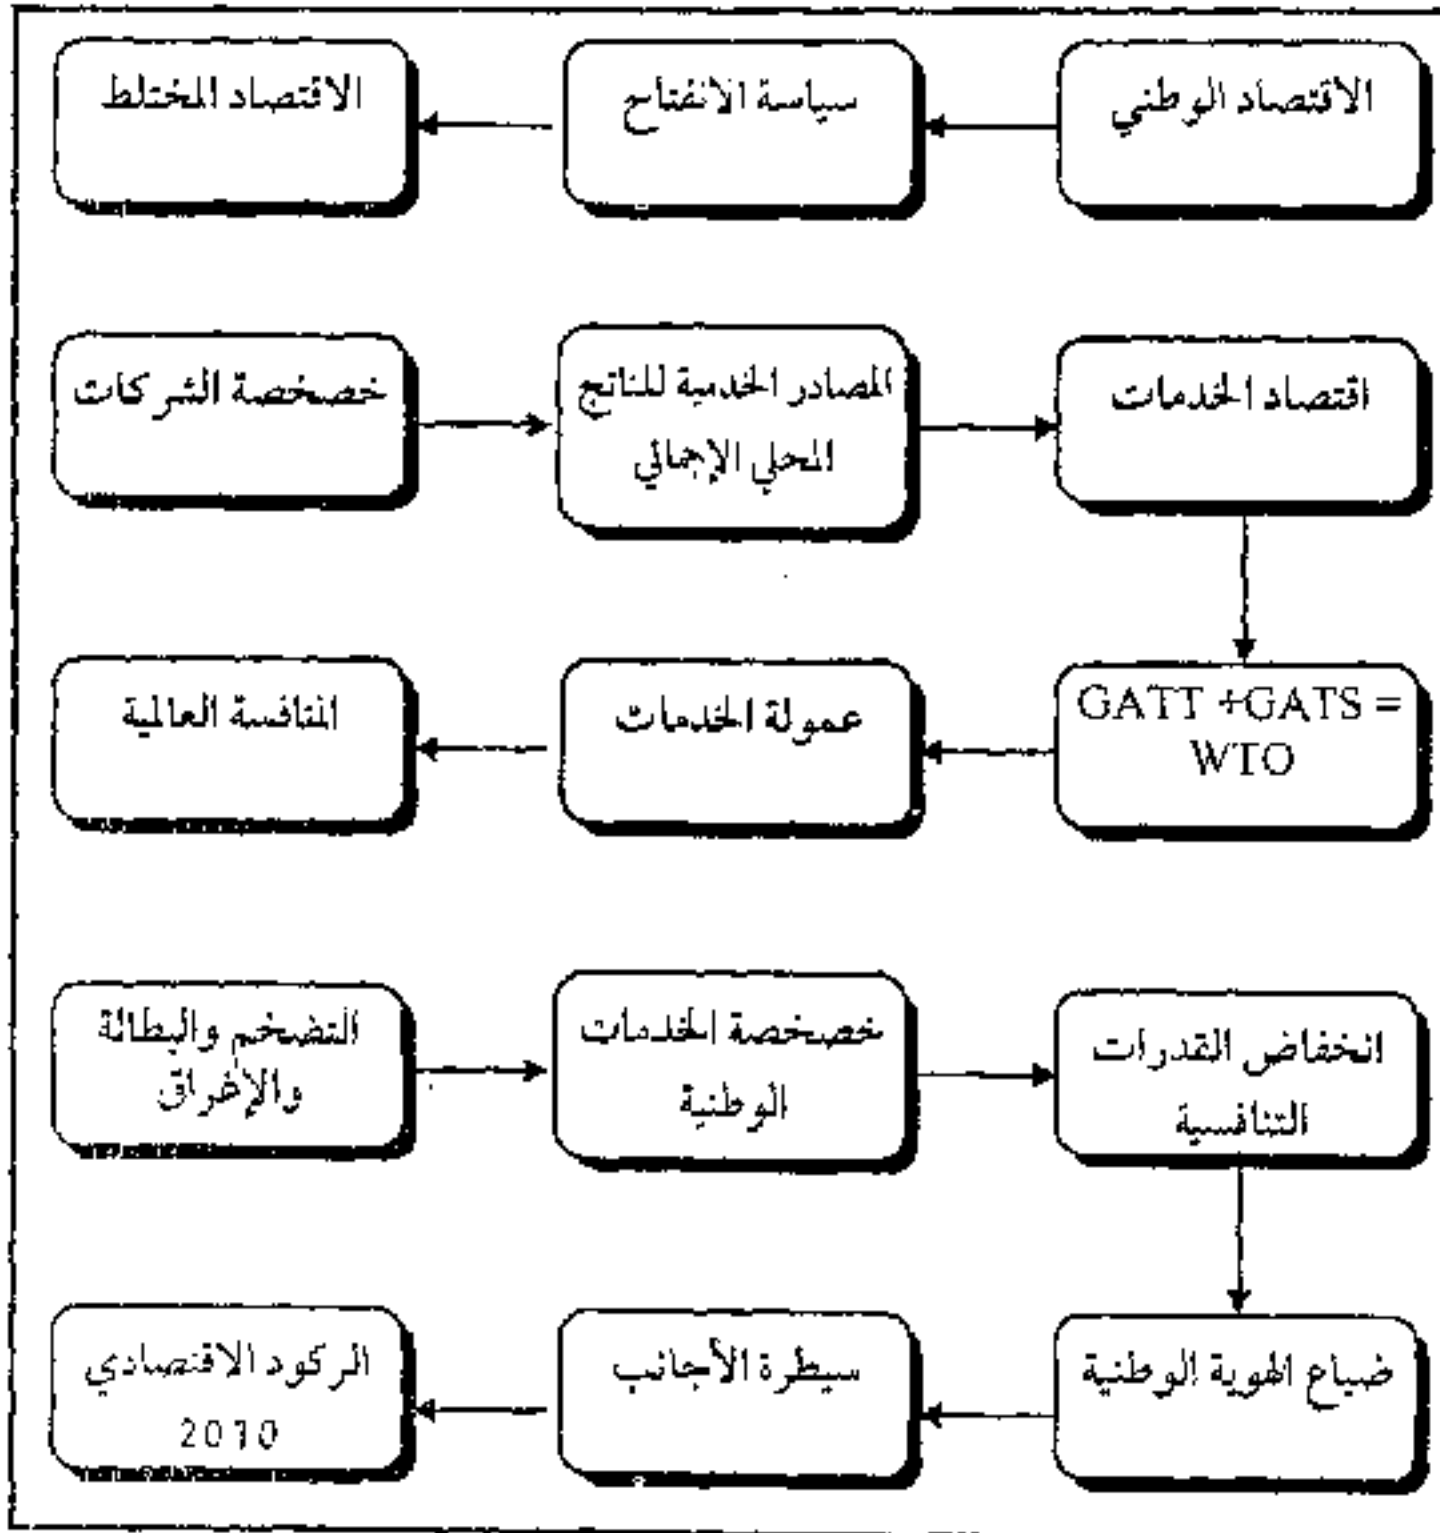 الاقتصاد الوطني
سياسة الانفتاح
الاقتصاد المختلط
خصخصة الشركات
المصادر الخدمية للناتج
المحلي الإجمالي
اقتصاد الخدمات
GATT +GATS =
WTO
عمولة الخدمات
المنافسة العالمية
التضخم والبطالة
والإغراق
خصخصة الخدمات
الوطنية
انخفاض القدرات
التنافسية
ضياع الهوية الوطنية
سيطرة الأجانب
الركود الاقتصادي
2010